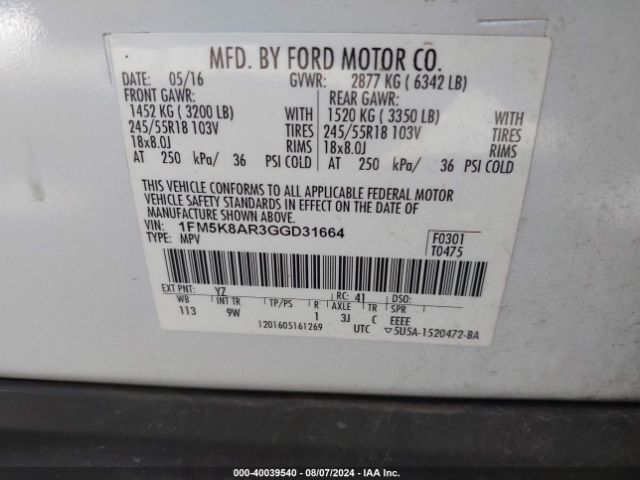 MFD. BY FORD MOTOR CO.
DATE: 05/16 GVWR: 2877 KG ( 6342 LB)
FRONT GAWR: REAR GAWR:
1452 KG ( 3200 LB) WITH 1520 KG ( 3350 LB) WITH
245/55R18 103V TIRES 245/55R18 103V TIRES
18x8.0J RIMS 18x8.0J RIMS
AT 250 kPa/ 36 PSI COLD AT 250 kPa/ 36 PSI COLD
THIS VEHICLE CONFORMS TO ALL APPLICABLE FEDERAL MOTOR
VEHICLE SAFETY STANDARDS IN EFFECT ON THE DATE OF
MANUFACTURE SHOWN ABOVE.
VIN: 1FM5K8AR3GGD31664
TYPE: MPV
F0301
T0475
EXT PNT: YZ RC: 41 DSO:
WB INT TR TP/PS R AXLE TR SPR
113 9W 1 3J C EEEE
1201605161269 UTC 5U5A-1520472-BA
00-40039540 - 08/07/2024 - IAA Inc.